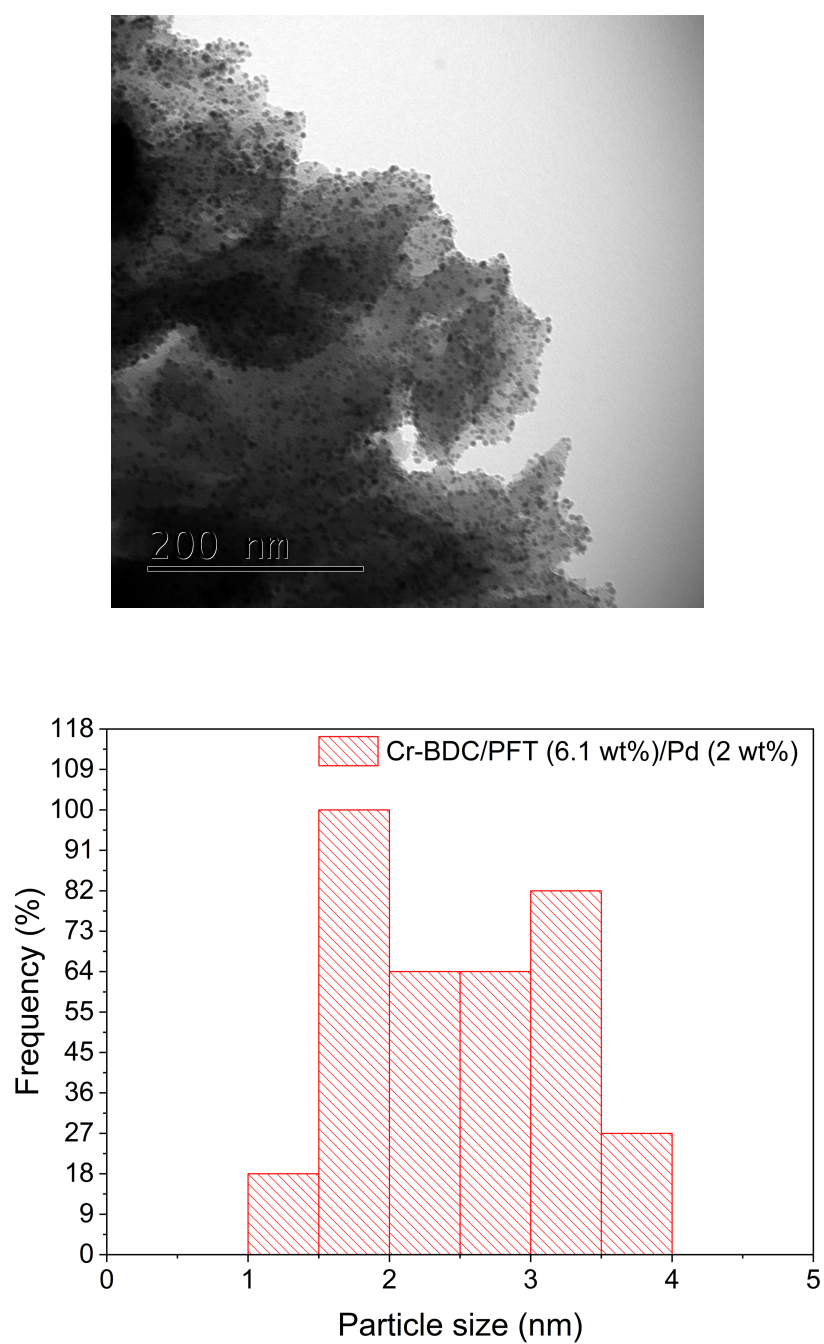 200 nm
118
109
100
91
82
73
64
55
45
36
27
18
9
0
Cr-BDC/PFT (6.1 wt%)/Pd (2 wt%)
Frequency (%)
0 1 2 3 4 5
Particle size (nm)